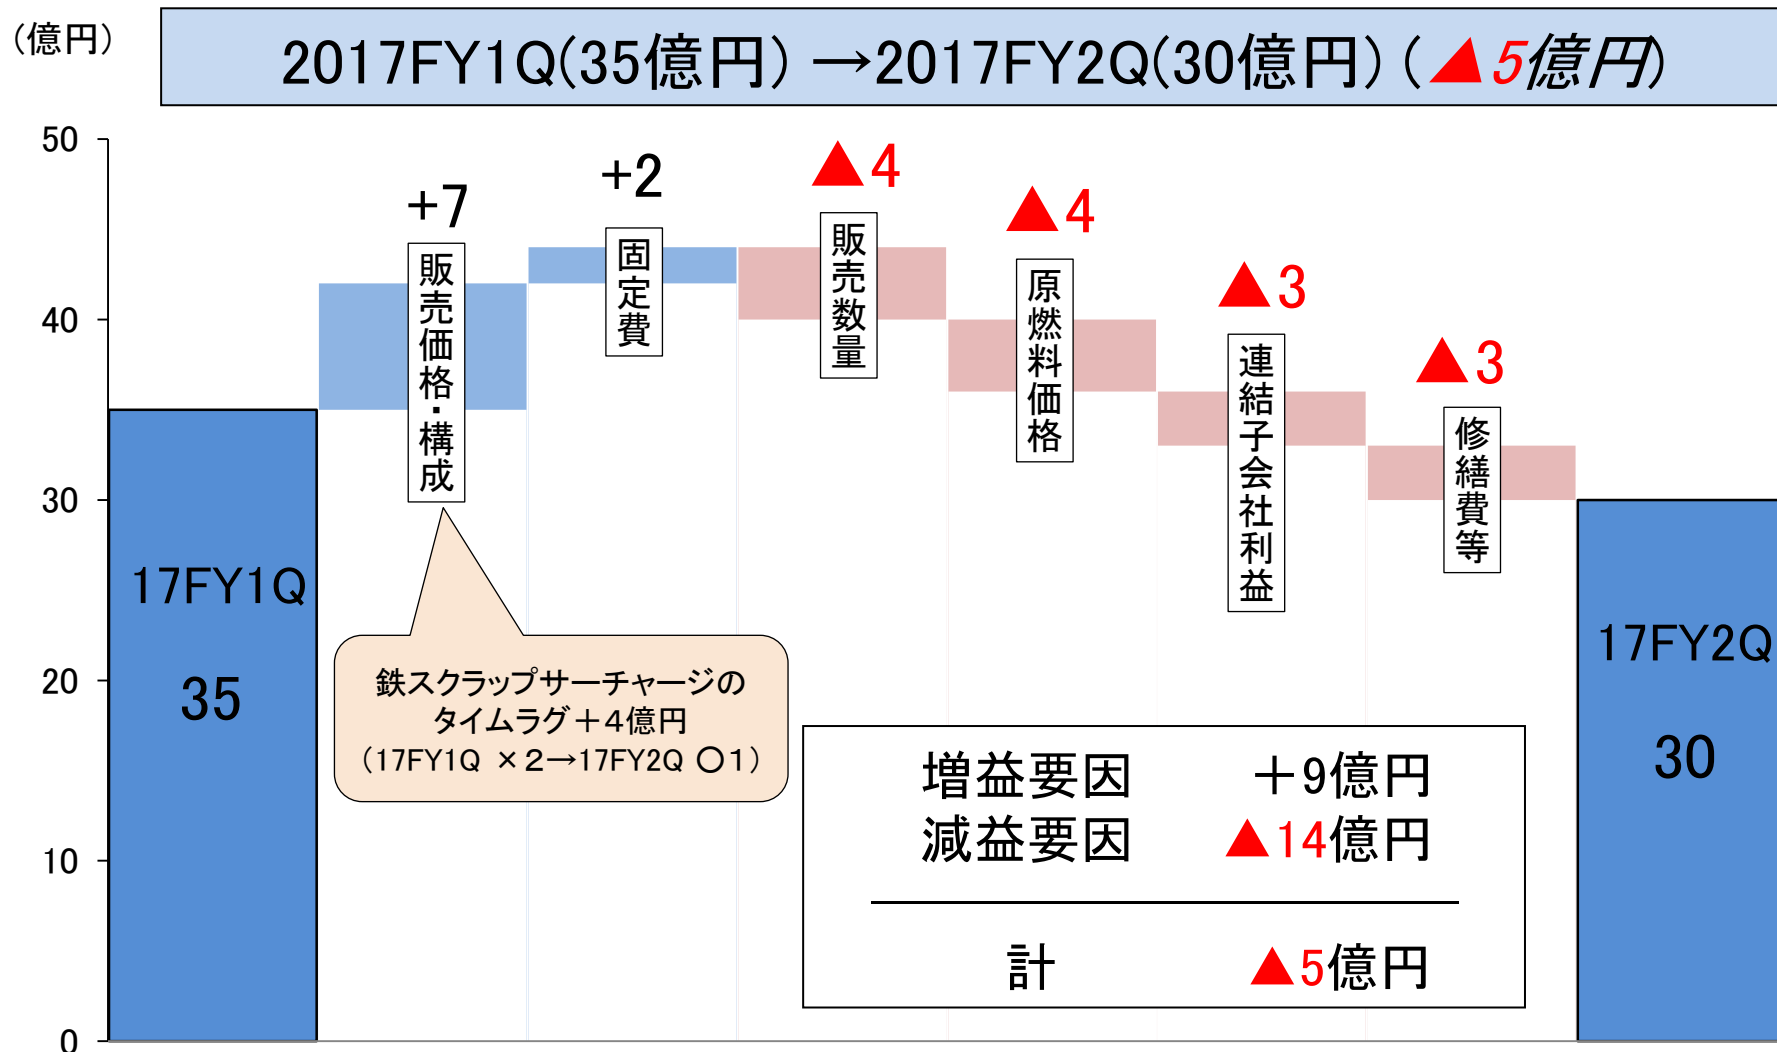 (億円)
2017FY1Q(35億円) →2017FY2Q(30億円) (▲5億円)
50
40
30
20
10
0
+7
+2
▲4
▲4
▲3
▲3
販売価格・構成
固定費
販売数量
原燃料価格
連結子会社利益
修繕費等
17FY1Q
35
鉄スクラップサーチャージの
タイムラグ＋4億円
(17FY1Q ×２→17FY2Q 〇１)
17FY2Q
30
増益要因 ＋9億円
減益要因 ▲14億円
計 ▲5億円